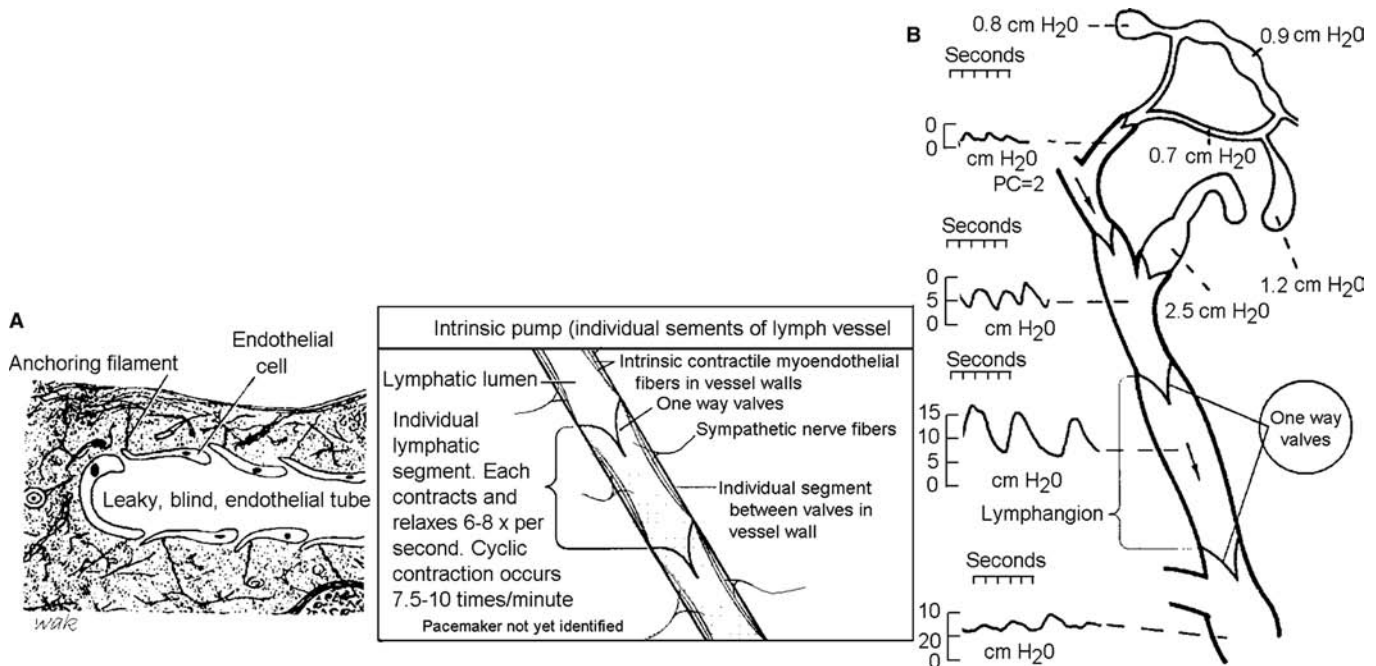 A
Anchoring filament
Endothelial
cell
Leaky, blind, endothelial tube
wak
Intrinsic pump (individual sements of lymph vessel
Lymphatic lumen
Individual
lymphatic
segment. Each
contracts and
relaxes 6-8 x per
second. Cyclic
contraction occurs
7.5-10 times/minute
Pacemaker not yet identified
Intrinsic contractile myoendothelial
fibers in vessel walls
One way valves
Sympathetic nerve fibers
Individual segment
between valves in
vessel wall
B
0.8 cm H20
0.9 cm H20
Seconds
0
0
cm H20
PC=2
0.7 cm H20
Seconds
0
5
0
cm H20
2.5 cm H20
1.2 cm H20
Seconds
15
10
5
0
cm H20
One way
valves
Lymphangion
Seconds
10
20
0
cm H20